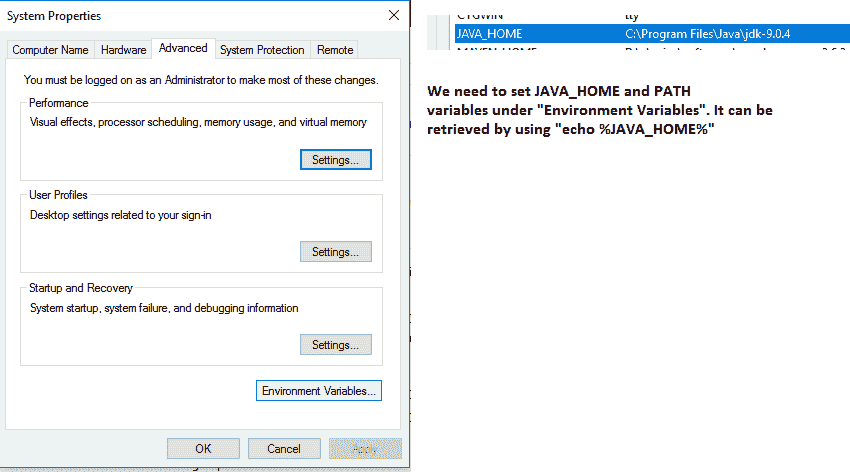 System Properties
Computer Name Hardware Advanced System Protection Remote
You must be logged on as an Administrator to make most of these changes.
Performance
Visual effects, processor scheduling, memory usage, and virtual memory
Settings...
User Profiles
Desktop settings related to your sign-in
Settings...
Startup and Recovery
System startup, system failure, and debugging information
Settings...
Environment Variables...
OK Cancel Apply
JAVA_HOME C:\Program Files\Java\jdk-9.0.4
We need to set JAVA_HOME and PATH
variables under "Environment Variables". It can be
retrieved by using "echo %JAVA_HOME%"